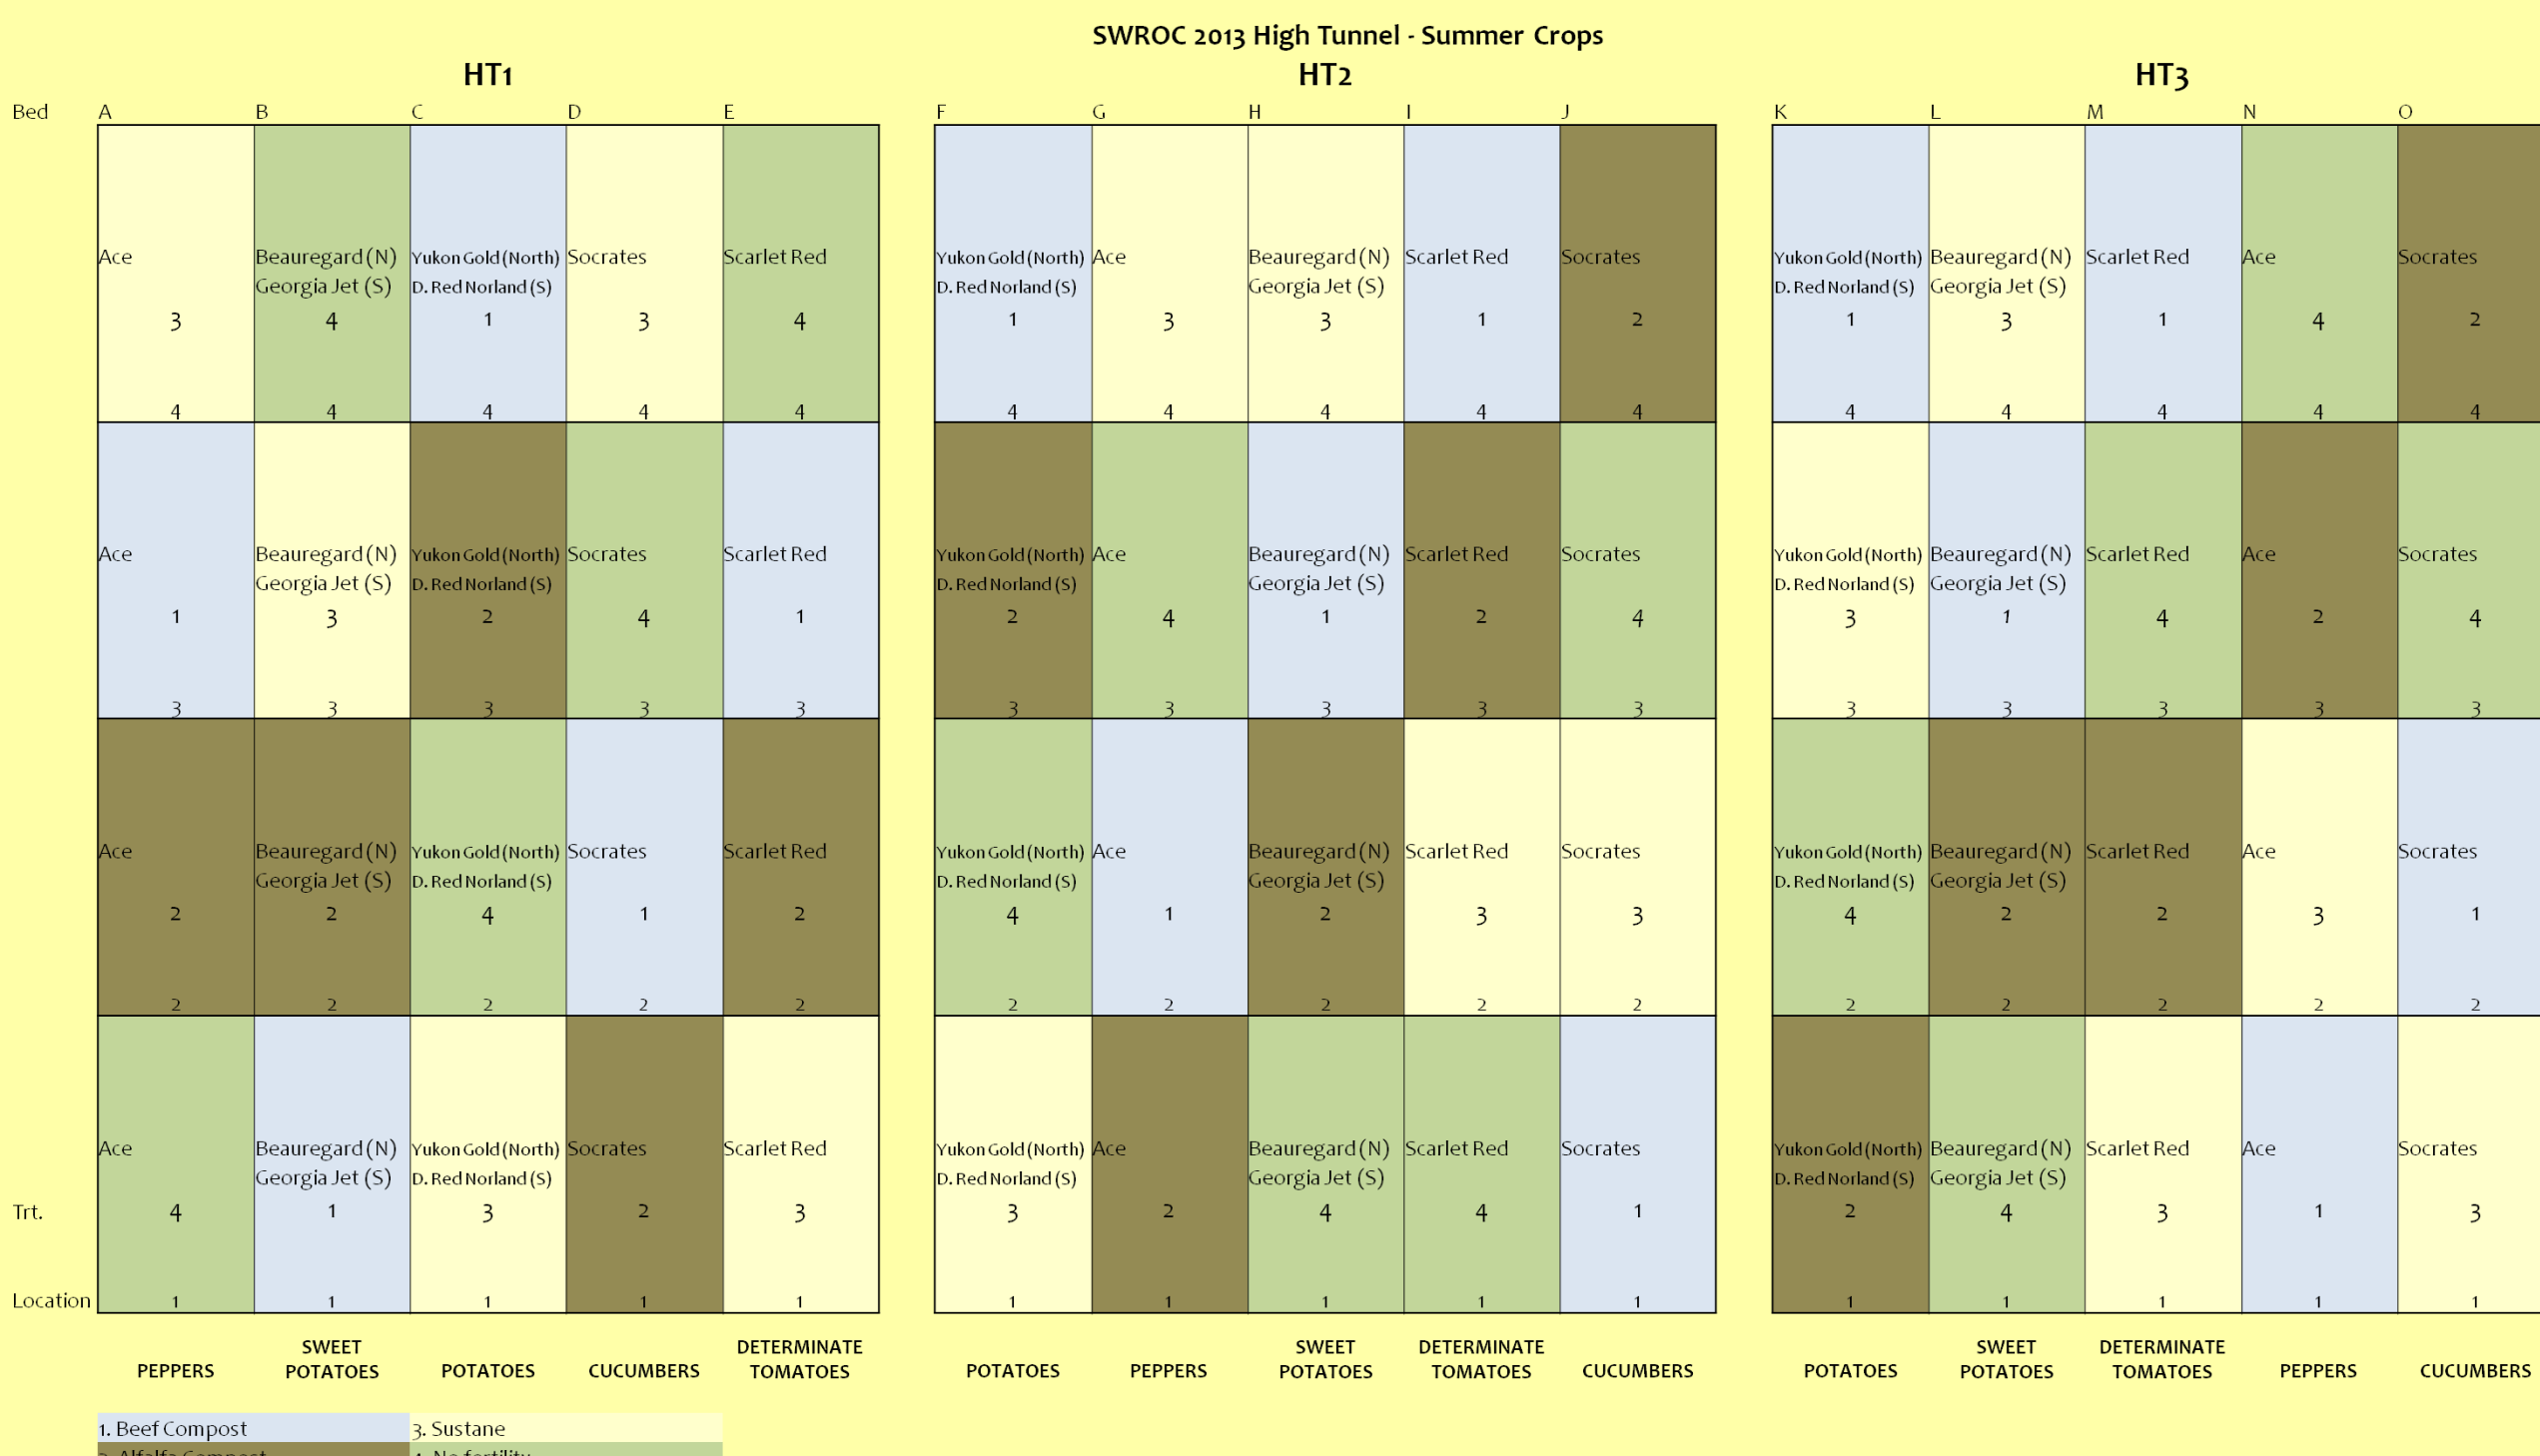 SWROC 2013 High Tunnel - Summer Crops
HT1 HT2 HT3
Bed A B C D E F G H I J K L M N O
Ace Beauregard (N) Yukon Gold (North) Socrates Scarlet Red Yukon Gold (North) Ace Beauregard (N) Scarlet Red Socrates Yukon Gold (North) Beauregard (N) Scarlet Red Ace Socrates
Georgia Jet (S) D. Red Norland (S) D. Red Norland (S) Georgia Jet (S) D. Red Norland (S) Georgia Jet (S)
3 4 1 3 4 1 3 3 1 2 1 3 1 4 2
4 4 4 4 4 4 4 4 4 4 4 4 4 4 4
Ace Beauregard (N) Yukon Gold (North) Socrates Scarlet Red Yukon Gold (North) Ace Beauregard (N) Scarlet Red Socrates Yukon Gold (North) Beauregard (N) Scarlet Red Ace Socrates
Georgia Jet (S) D. Red Norland (S) D. Red Norland (S) Georgia Jet (S) D. Red Norland (S) Georgia Jet (S)
1 3 2 4 1 2 4 1 2 4 3 1 4 2 4
3 3 3 3 3 3 3 3 3 3 3 3 3 3 3
Ace Beauregard (N) Yukon Gold (North) Socrates Scarlet Red Yukon Gold (North) Ace Beauregard (N) Scarlet Red Socrates Yukon Gold (North) Beauregard (N) Scarlet Red Ace Socrates
Georgia Jet (S) D. Red Norland (S) D. Red Norland (S) Georgia Jet (S) D. Red Norland (S) Georgia Jet (S)
2 2 4 1 2 4 1 2 3 3 4 2 2 3 1
2 2 2 2 2 2 2 2 2 2 2 2 2 2 2
Ace Beauregard (N) Yukon Gold (North) Socrates Scarlet Red Yukon Gold (North) Ace Beauregard (N) Scarlet Red Socrates Yukon Gold (North) Beauregard (N) Scarlet Red Ace Socrates
Georgia Jet (S) D. Red Norland (S) D. Red Norland (S) Georgia Jet (S) D. Red Norland (S) Georgia Jet (S)
Trt. 4 1 3 2 3 3 2 4 4 1 2 4 3 1 3
Location 1 1 1 1 1 1 1 1 1 1 1 1 1 1 1
SWEET DETERMINATE SWEET DETERMINATE SWEET DETERMINATE
PEPPERS POTATOES POTATOES CUCUMBERS TOMATOES POTATOES PEPPERS POTATOES TOMATOES CUCUMBERS POTATOES POTATOES TOMATOES PEPPERS CUCUMBERS
1. Beef Compost 3. Sustane
2. Alfalfa Compost 4. No fertility